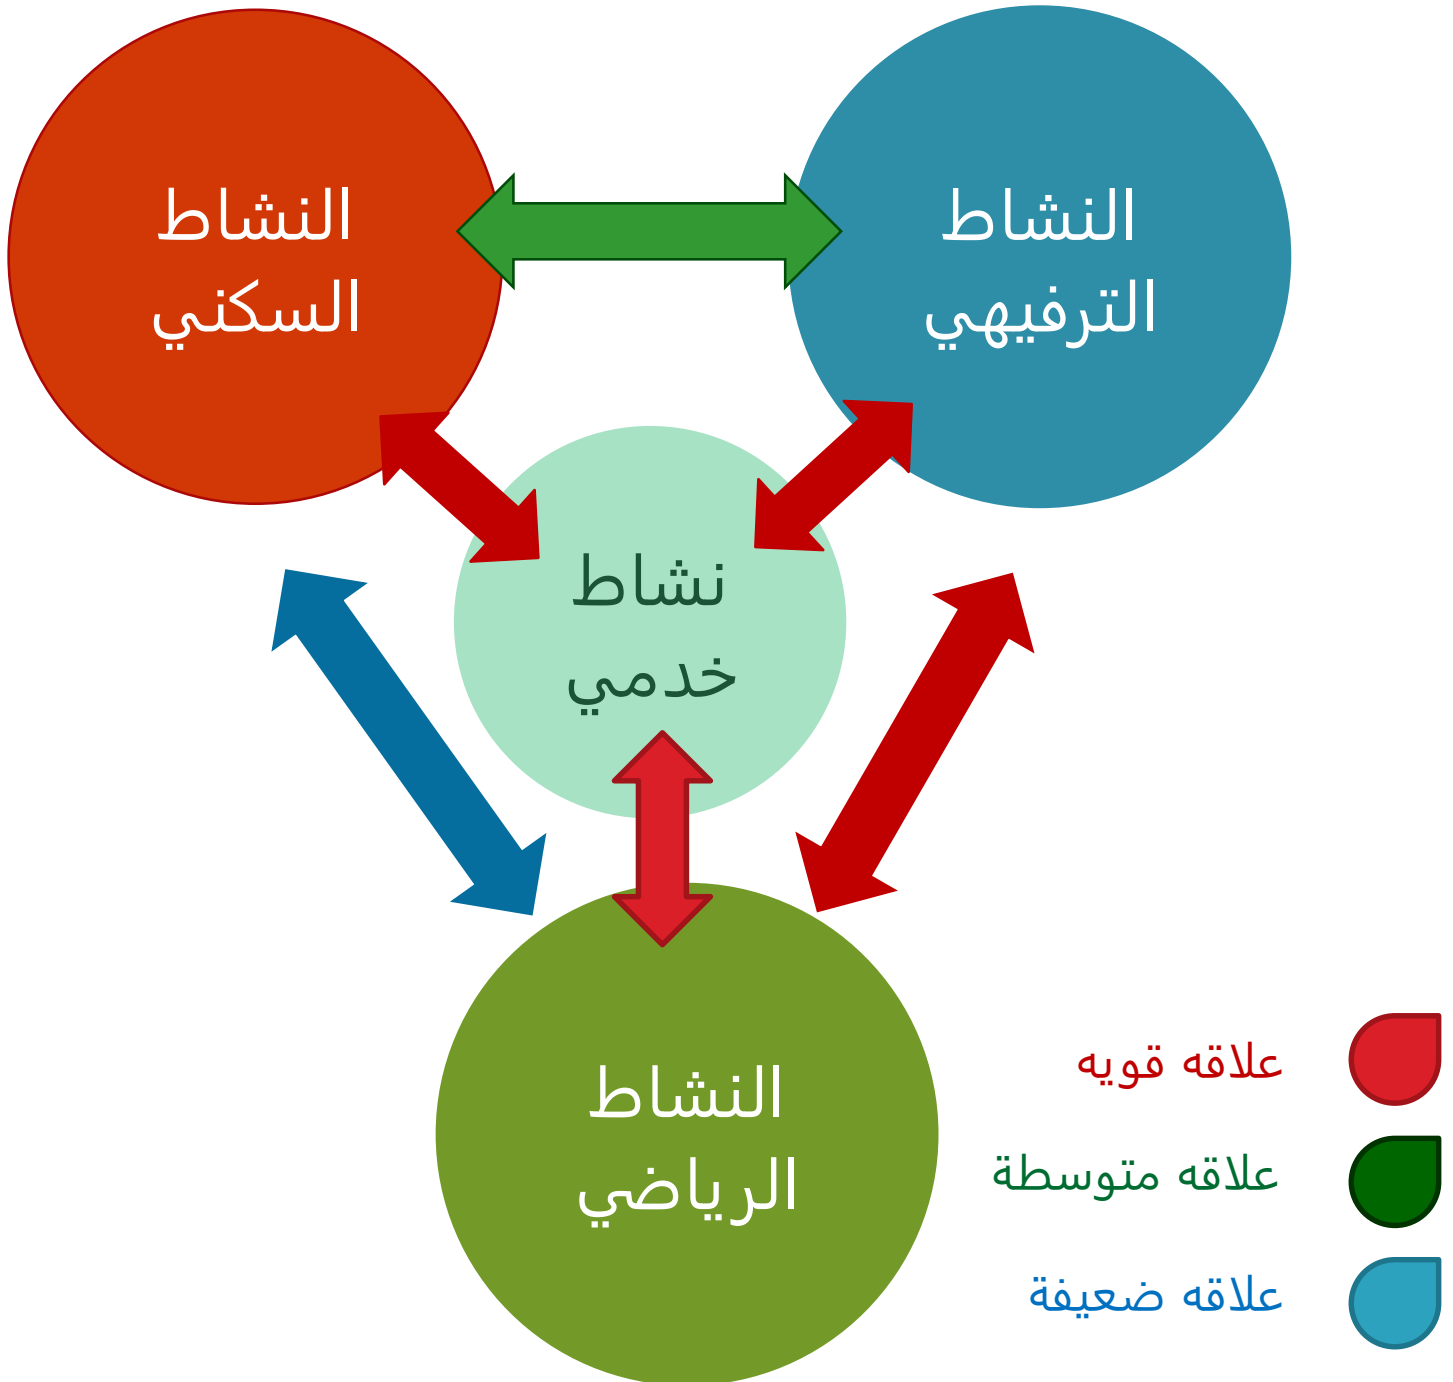 النشاط
السكني
النشاط
الترفيهي
نشاط
خدمي
النشاط
الرياضي
علاقه قويه
علاقه متوسطة
علاقه ضعيفة